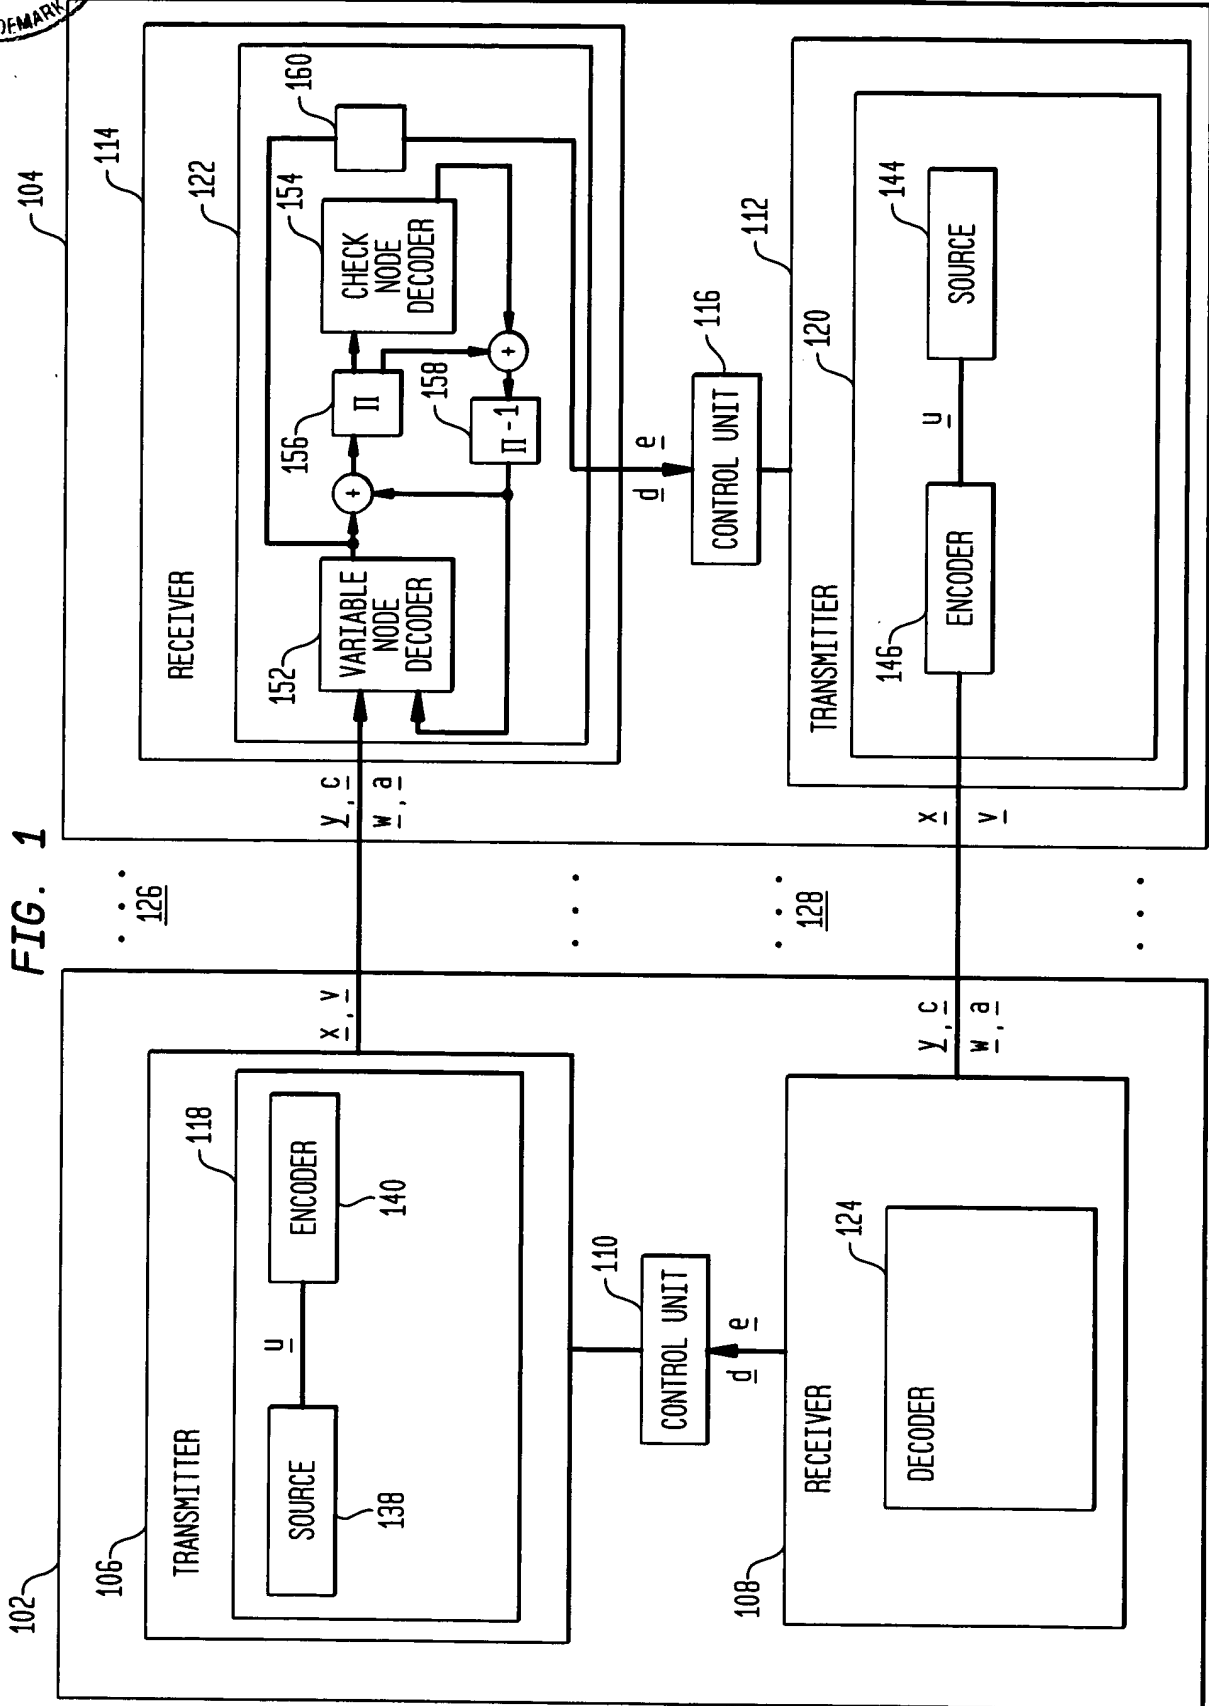 FIG. 1
102
106
TRANSMITTER
118
SOURCE
138
u
ENCODER
140
x, v
110
CONTROL UNIT
d e
108
RECEIVER
124
DECODER
y, c
w, a
126
128
104
114
RECEIVER
122
y, c
w, a
152
VARIABLE
NODE
DECODER
+
156
Π
154
CHECK
NODE
DECODER
160
+
158
Π-1
d e
116
CONTROL UNIT
112
TRANSMITTER
120
x
v
146
ENCODER
u
144
SOURCE